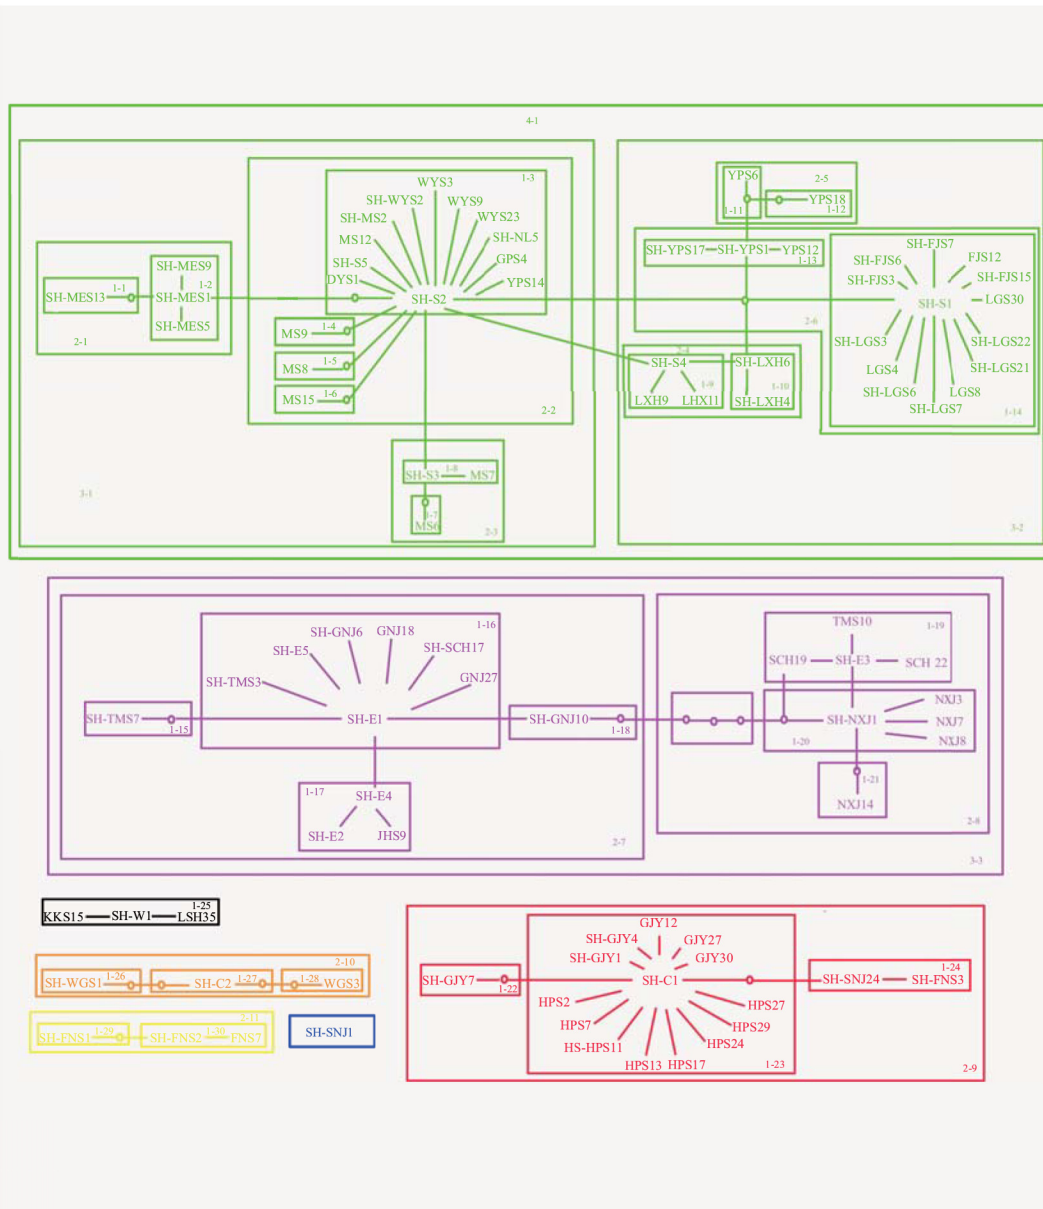 4-1
1-3
WYS3
SH-WYS2
WYS9
SH-MS2
WYS23
MS12
SH-NL5
SH-S5
GPS4
DYS1
YPS14
SH-S2
SH-MES9
1-1
1-2
SH-MES13
SH-MES1
SH-MES5
2-1
1-4
MS9
1-5
MS8
1-6
MS15
2-2
1-8
SH-S3
MS7
1-7
MS6
2-3
3-1
YPS6
2-5
YPS18
1-11
1-12
SH-YPS17
SH-YPS1
YPS12
1-13
SH-FJS7
SH-FJS6
FJS12
SH-FJS3
SH-FJS15
SH-S1
LGS30
SH-LGS3
SH-LGS22
LGS4
SH-LGS21
SH-LGS6
LGS8
SH-LGS7
1-14
2-6
2-4
SH-S4
SH-LXH6
1-9
1-10
LXH9
LHX11
SH-LXH4
3-2
1-16
SH-GNJ6
GNJ18
SH-E5
SH-SCH17
SH-TMS3
GNJ27
SH-TMS7
SH-E1
SH-GNJ10
1-15
1-18
1-17
SH-E4
SH-E2
JHS9
2-7
TMS10
1-19
SCH19
SH-E3
SCH 22
NXJ3
SH-NXJ1
NXJ7
1-20
NXJ8
1-21
NXJ14
2-8
3-3
1-25
KKS15
SH-W1
LSH35
2-10
1-26
1-27
1-28
SH-WGS1
SH-C2
WGS3
2-11
1-29
1-30
SH-FNS1
SH-FNS2
FNS7
SH-SNJ1
GJY12
SH-GJY4
GJY27
SH-GJY1
GJY30
SH-GJY7
SH-C1
1-24
SH-SNJ24
SH-FNS3
1-22
HPS2
HPS27
HPS7
HPS29
HS-HPS11
HPS24
HPS13
HPS17
1-23
2-9